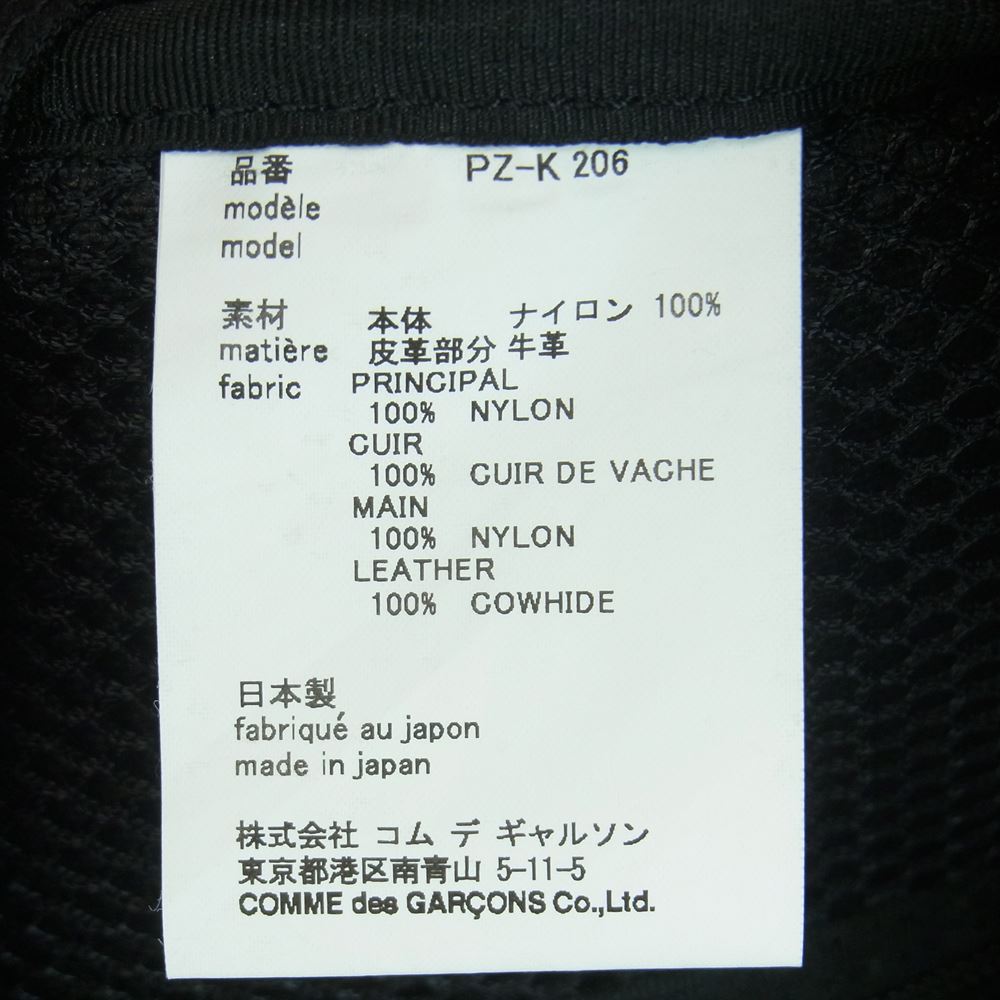 品番 PZ-K 206
modèle
model
素材 本体 ナイロン 100%
matière 皮革部分 牛革
fabric PRINCIPAL
100% NYLON
CUIR
100% CUIR DE VACHE
MAIN
100% NYLON
LEATHER
100% COWHIDE
日本製
fabriqué au japon
made in japan
株式会社 コム デ ギャルソン
東京都港区南青山 5-11-5
COMME des GARÇONS Co.,Ltd.